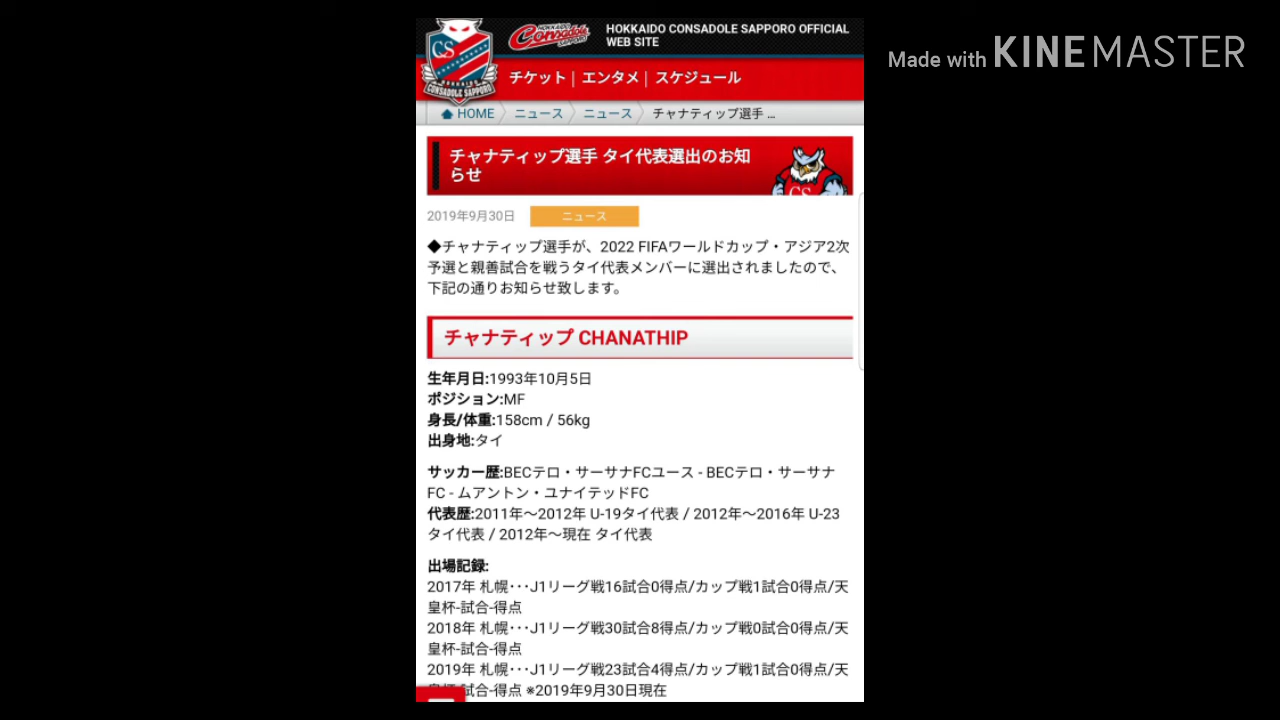 HOKKAIDO
Consadole
SAPPORO
HOKKAIDO CONSADOLE SAPPORO OFFICIAL
WEB SITE
Made with KINEMASTER
CS
HOKKAIDO
CONSADOLE SAPPORO
チケット | エンタメ | スケジュール
HOME ニュース ニュース チャナティップ選手 ...
チャナティップ選手 タイ代表選出のお知
らせ
CS
2019年9月30日 ニュース
◆チャナティップ選手が、2022 FIFAワールドカップ・アジア2次
予選と親善試合を戦うタイ代表メンバーに選出されましたので、
下記の通りお知らせ致します。
チャナティップ CHANATHIP
生年月日:1993年10月5日
ポジション:MF
身長/体重:158cm / 56kg
出身地:タイ
サッカー歴:BECテロ・サーサナFCユース - BECテロ・サーサナ
FC - ムアントン・ユナイテッドFC
代表歴:2011年〜2012年 U-19タイ代表 / 2012年〜2016年 U-23
タイ代表 / 2012年〜現在 タイ代表
出場記録:
2017年 札幌･･･J1リーグ戦16試合0得点/カップ戦1試合0得点/天
皇杯-試合-得点
2018年 札幌･･･J1リーグ戦30試合8得点/カップ戦0試合0得点/天
皇杯-試合-得点
2019年 札幌･･･J1リーグ戦23試合4得点/カップ戦1試合0得点/天
皇杯-試合-得点 ※2019年9月30日現在